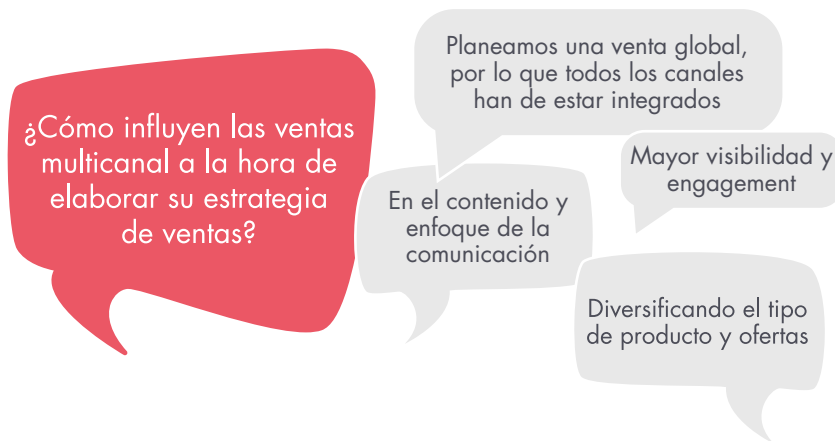 ¿Cómo influyen las ventas
multicanal a la hora de
elaborar su estrategia
de ventas?
Planeamos una venta global,
por lo que todos los canales
han de estar integrados
Mayor visibilidad y
engagement
En el contenido y
enfoque de la
comunicación
Diversificando el tipo
de producto y ofertas